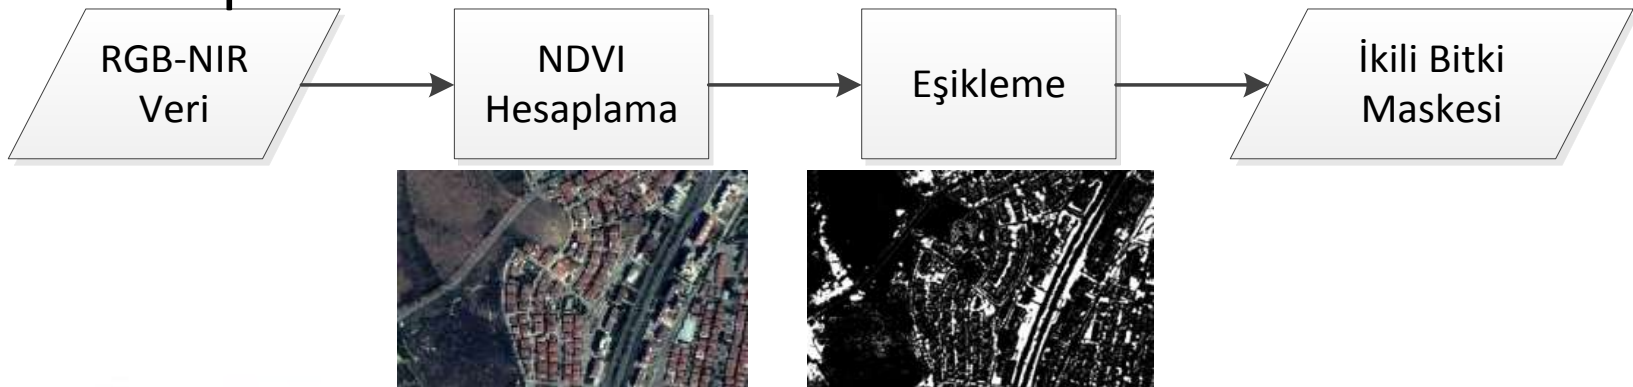 RGB-NIR
Veri
NDVI
Hesaplama
Eşikleme
İkili Bitki
Maskesi